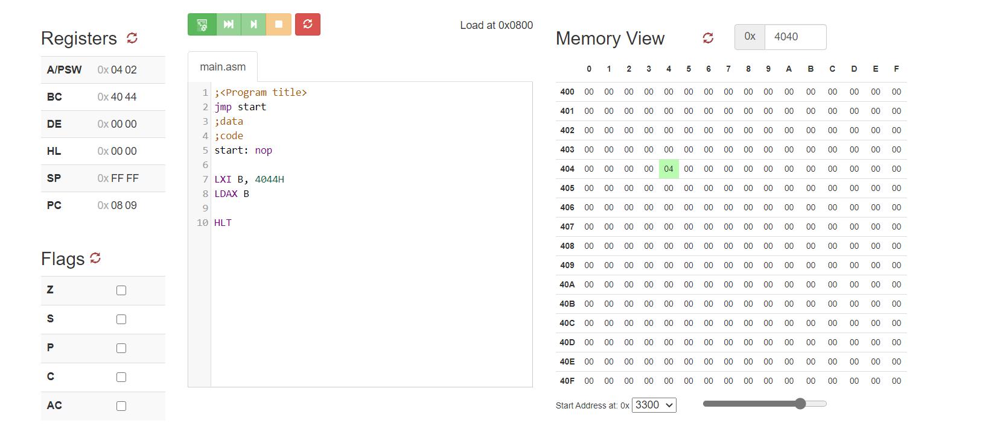 Registers
A/PSW 0x 04 02
BC 0x 40 44
DE 0x 00 00
HL 0x 00 00
SP 0x FF FF
PC 0x 08 09
Flags
Z
S
P
C
AC
Load at 0x0800
main.asm
1 ;<Program title>
2 jmp start
3 ;data
4 ;code
5 start: nop
6
7 LXI B, 4044H
8 LDAX B
9
10 HLT
Memory View 0x 4040
0 1 2 3 4 5 6 7 8 9 A B C D E F
400 00 00 00 00 00 00 00 00 00 00 00 00 00 00 00 00
401 00 00 00 00 00 00 00 00 00 00 00 00 00 00 00 00
402 00 00 00 00 00 00 00 00 00 00 00 00 00 00 00 00
403 00 00 00 00 00 00 00 00 00 00 00 00 00 00 00 00
404 00 00 00 00 04 00 00 00 00 00 00 00 00 00 00 00
405 00 00 00 00 00 00 00 00 00 00 00 00 00 00 00 00
406 00 00 00 00 00 00 00 00 00 00 00 00 00 00 00 00
407 00 00 00 00 00 00 00 00 00 00 00 00 00 00 00 00
408 00 00 00 00 00 00 00 00 00 00 00 00 00 00 00 00
409 00 00 00 00 00 00 00 00 00 00 00 00 00 00 00 00
40A 00 00 00 00 00 00 00 00 00 00 00 00 00 00 00 00
40B 00 00 00 00 00 00 00 00 00 00 00 00 00 00 00 00
40C 00 00 00 00 00 00 00 00 00 00 00 00 00 00 00 00
40D 00 00 00 00 00 00 00 00 00 00 00 00 00 00 00 00
40E 00 00 00 00 00 00 00 00 00 00 00 00 00 00 00 00
40F 00 00 00 00 00 00 00 00 00 00 00 00 00 00 00 00
Start Address at: 0x 3300